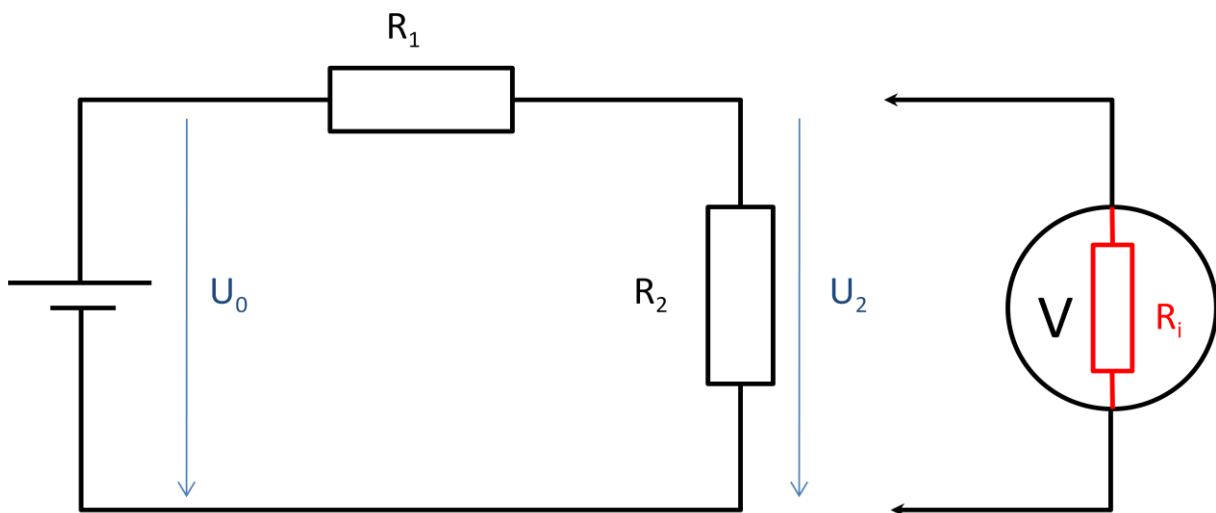 R₁
U₀
R₂
U₂
V
Rᵢ